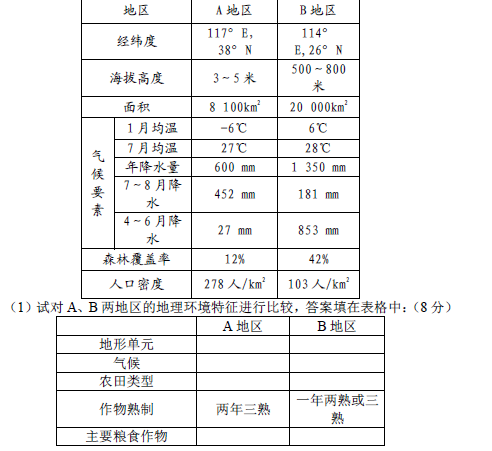 地区 A 地区 B 地区
经纬度 117° E, 38° N 114° E,26° N
海拔高度 3～5 米 500～800 米
面积 8 100km² 20 000km²
气候要素 1 月均温 -6℃ 6℃
7 月均温 27℃ 28℃
年降水量 600 mm 1 350 mm
7～8 月降水 452 mm 181 mm
4～6 月降水 27 mm 853 mm
森林覆盖率 12% 42%
人口密度 278 人/km² 103 人/km²
（1）试对 A、B 两地区的地理环境特征进行比较，答案填在表格中:（8 分）
A 地区 B 地区
地形单元
气候
农田类型
作物熟制 两年三熟 一年两熟或三熟
主要粮食作物